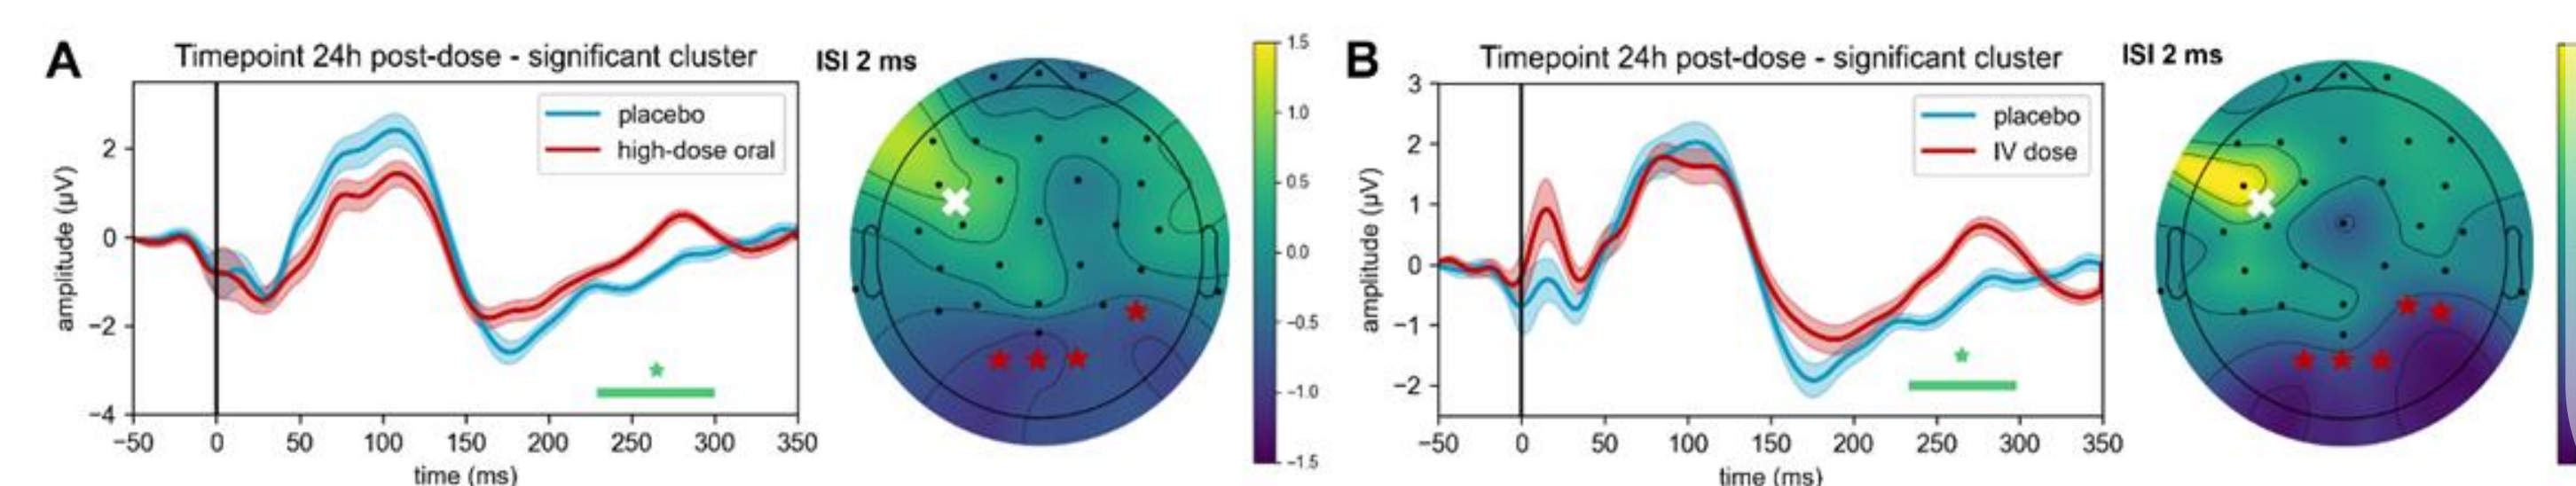 A
Timepoint 24h post-dose - significant cluster
placebo
high-dose oral
amplitude (µV)
2
0
−2
−4
−50 0 50 100 150 200 250 300 350
time (ms)
ISI 2 ms
1.5
1.0
0.5
0.0
−0.5
−1.0
−1.5
B
Timepoint 24h post-dose - significant cluster
placebo
IV dose
amplitude (µV)
3
2
1
0
−1
−2
−50 0 50 100 150 200 250 300 350
time (ms)
ISI 2 ms